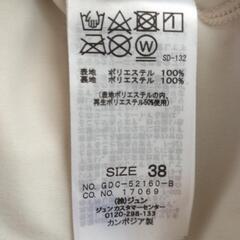 SD-132
表地 ポリエステル 100%
裏地 ポリエステル 100%
(表地のポリエステルの内、
再生ポリエステル50%使用)
SIZE 38
NO. GDC-52160-B
CO.NO. 17069
(株)ジュン
ジュン カスタマーセンター
0120-298-133
カンボジア製